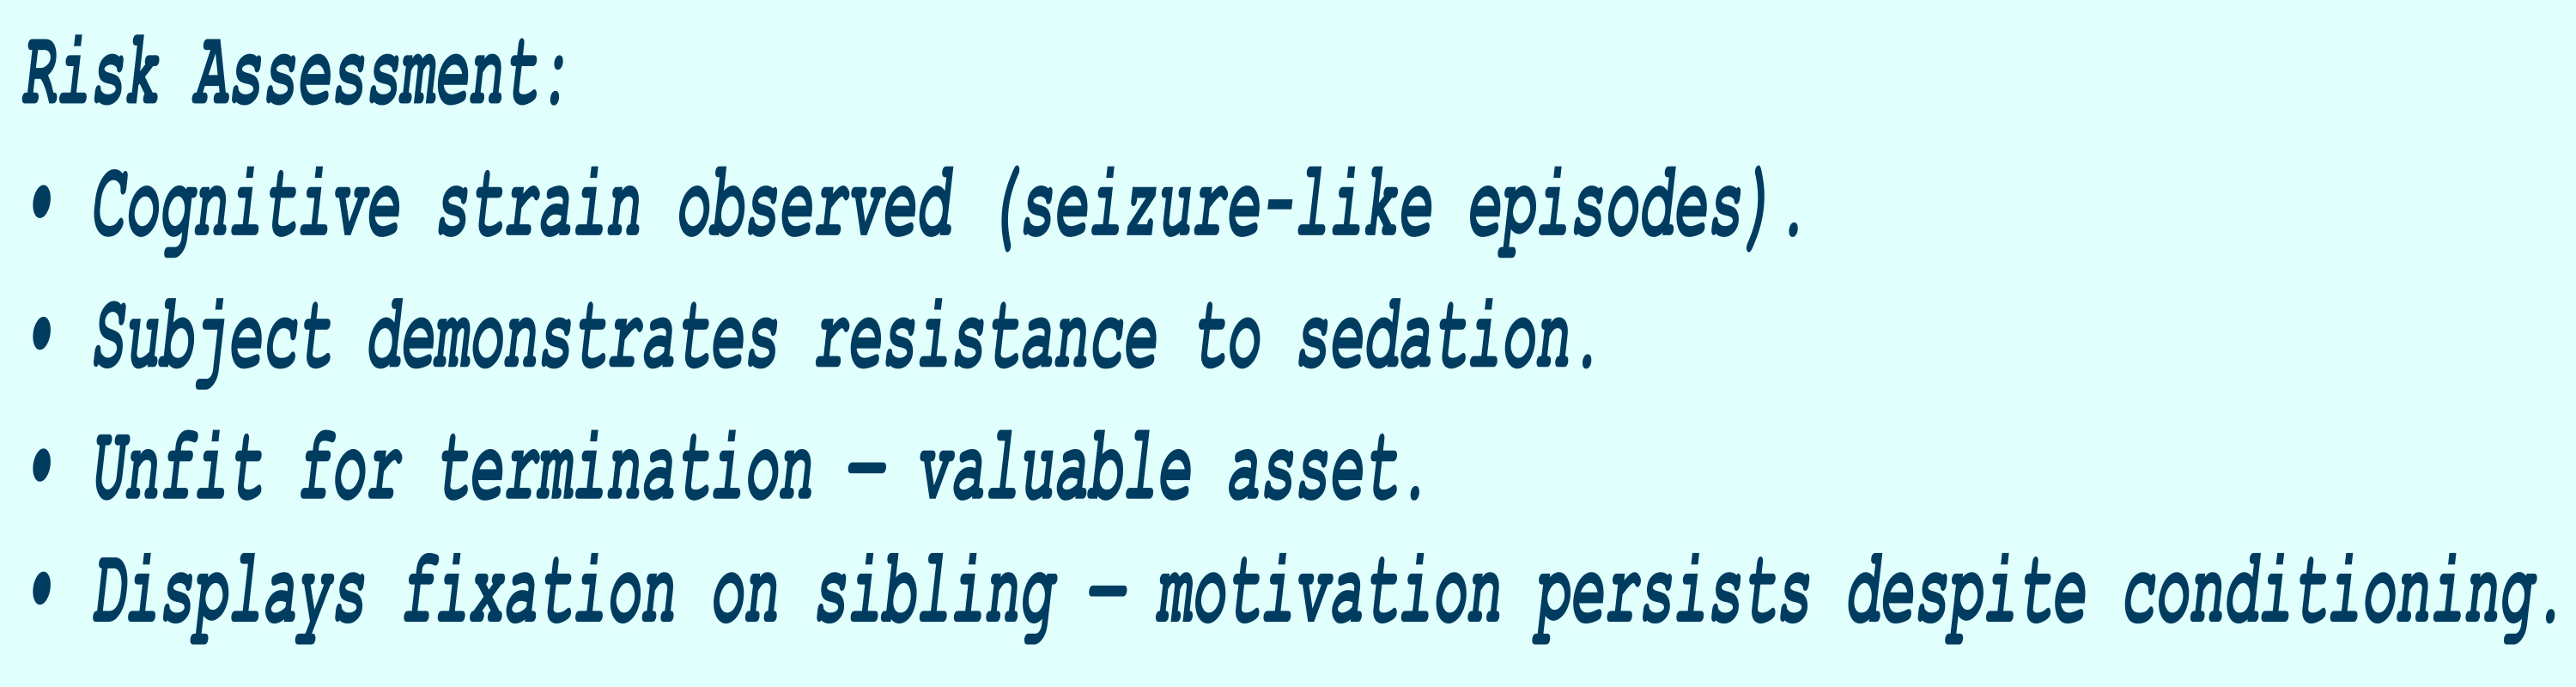 Risk Assessment:
• Cognitive strain observed (seizure-like episodes).
• Subject demonstrates resistance to sedation.
• Unfit for termination — valuable asset.
• Displays fixation on sibling — motivation persists despite conditioning.